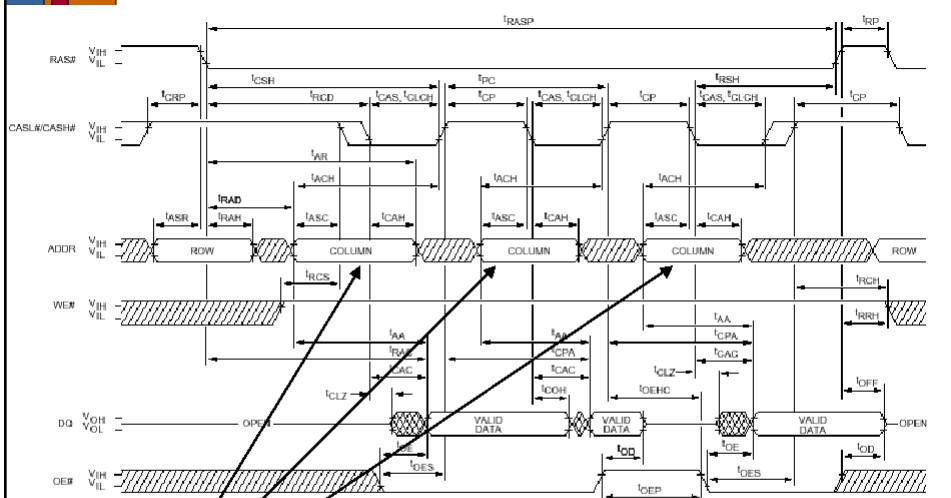 tRASP tRP
RAS# VIH
VIL
tCSH tPC tRSH
tCRP tRCD tCAS, tCLCH tCP tCAS, tCLCH tCP tCAS, tCLCH tCP
CASL#/CASH# VIH
VIL
tAR
tACH tACH tACH
tRAD
tASR tRAH tASC tCAH tASC tCAH tASC tCAH
ADDR VIH
VIL
ROW COLUMN COLUMN COLUMN ROW
tRCS tRCH
WE# VIH
VIL
tAA tAA tAA tRRH
tRAC tCPA tCPA
tCAC tCAC tCAC
tCLZ tCOH tOEHC tCLZ tOFF
DQ VOH
VOL
OPEN VALID
DATA VALID
DATA VALID
DATA OPEN
tOE tOD tOE tOD
tOES tOES
OE# VIH
VIL
tOEP